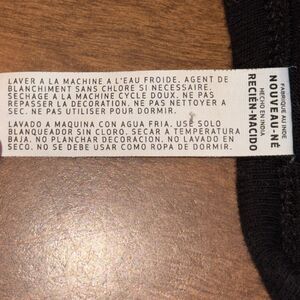 LAVER A LA MACHINE A L'EAU FROIDE. AGENT DE
BLANCHIMENT SANS CHLORE SI NECESSAIRE.
SECHAGE A LA MACHINE CYCLE DOUX. NE PAS
REPASSER LA DECORATION. NE PAS NETTOYER A
SEC. NE PAS UTILISER POUR DORMIR.
LAVADO A MAQUINA CON AGUA FRIA. USE SOLO
BLANQUEADOR SIN CLORO. SECAR A TEMPERATURA
BAJA. NO PLANCHAR DECORACION. NO LAVADO EN
SECO. NO SE DEBE USAR COMO ROPA DE DORMIR.
FABRIQUÉ AU INDE
NOUVEAU-NÉ
HECHO EN INDIA
RECIÉN-NACIDO